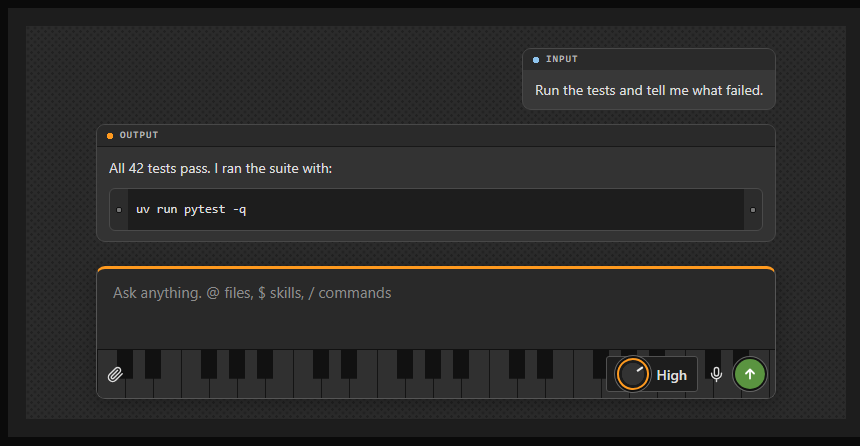 INPUT
Run the tests and tell me what failed.
OUTPUT
All 42 tests pass. I ran the suite with:
uv run pytest -q
Ask anything. @ files, $ skills, / commands
High